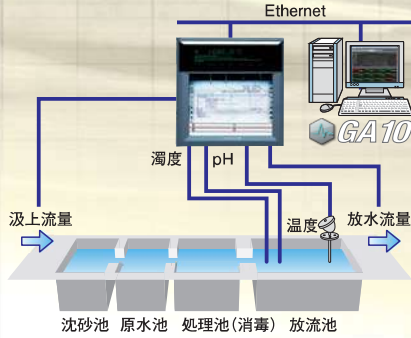 Ethernet
GA10
濁度 pH
汲上流量
温度
放水流量
沈砂池 原水池 処理池(消毒) 放流池